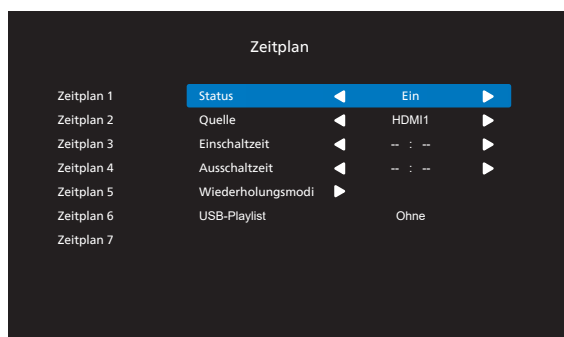 Zeitplan
Zeitplan 1 Status Ein
Zeitplan 2 Quelle HDMI1
Zeitplan 3 Einschaltzeit -- : --
Zeitplan 4 Ausschaltzeit -- : --
Zeitplan 5 Wiederholungsmodi
Zeitplan 6 USB-Playlist Ohne
Zeitplan 7